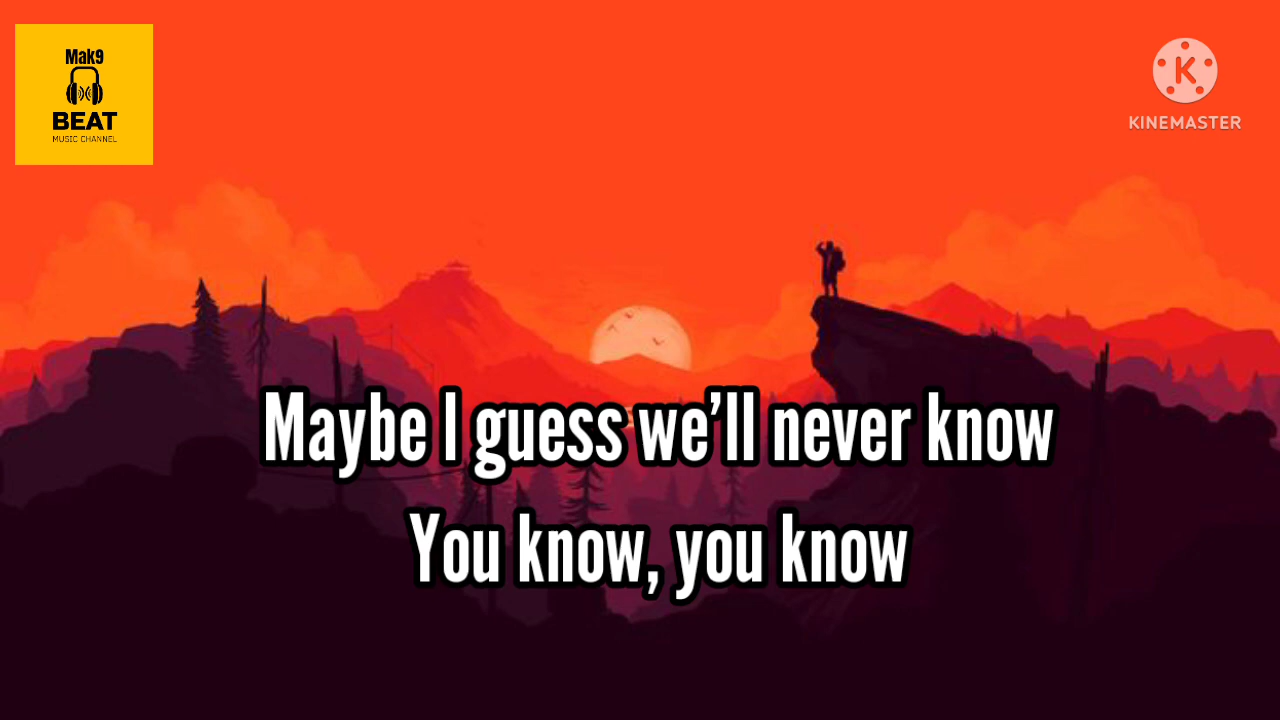 Mak9
BEAT
MUSIC CHANNEL
K
KINEMASTER
Maybe I guess we’ll never know
You know, you know